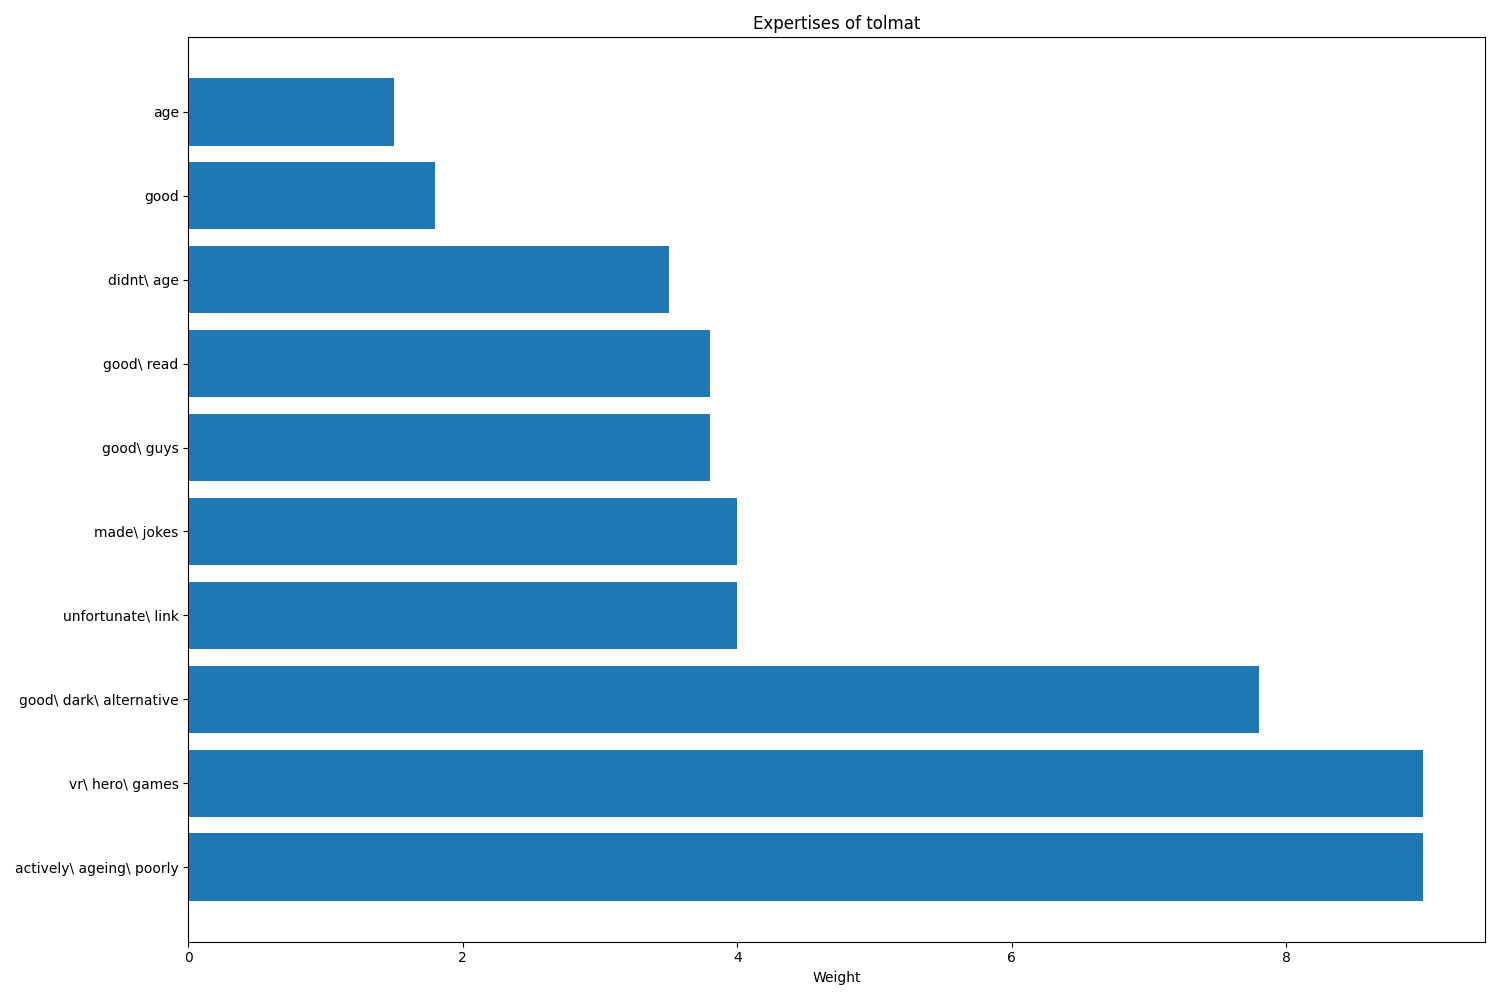 Expertises of tolmat
age
good
didnt\ age
good\ read
good\ guys
made\ jokes
unfortunate\ link
good\ dark\ alternative
vr\ hero\ games
actively\ ageing\ poorly
0 2 4 6 8
Weight